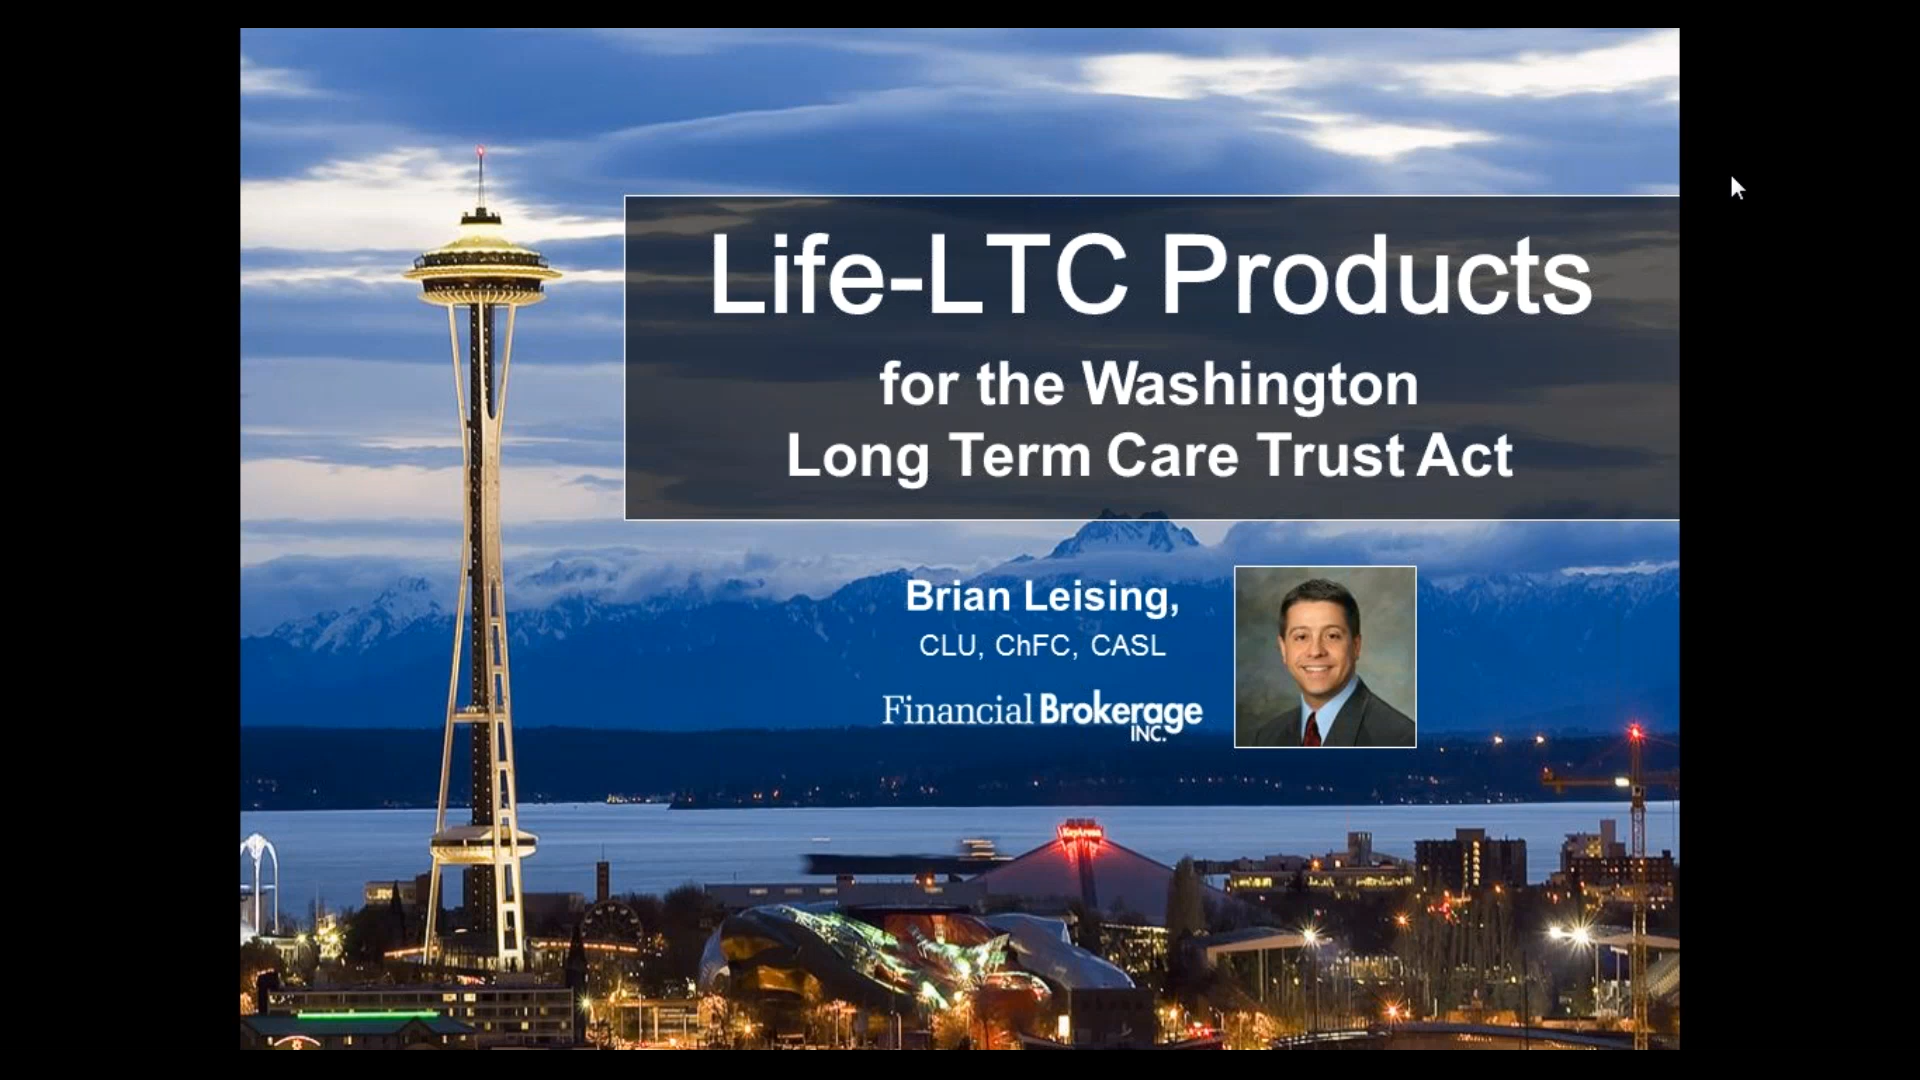 Life-LTC Products
for the Washington
Long Term Care Trust Act
Brian Leising,
CLU, ChFC, CASL
Financial Brokerage
INC.
KeyArena